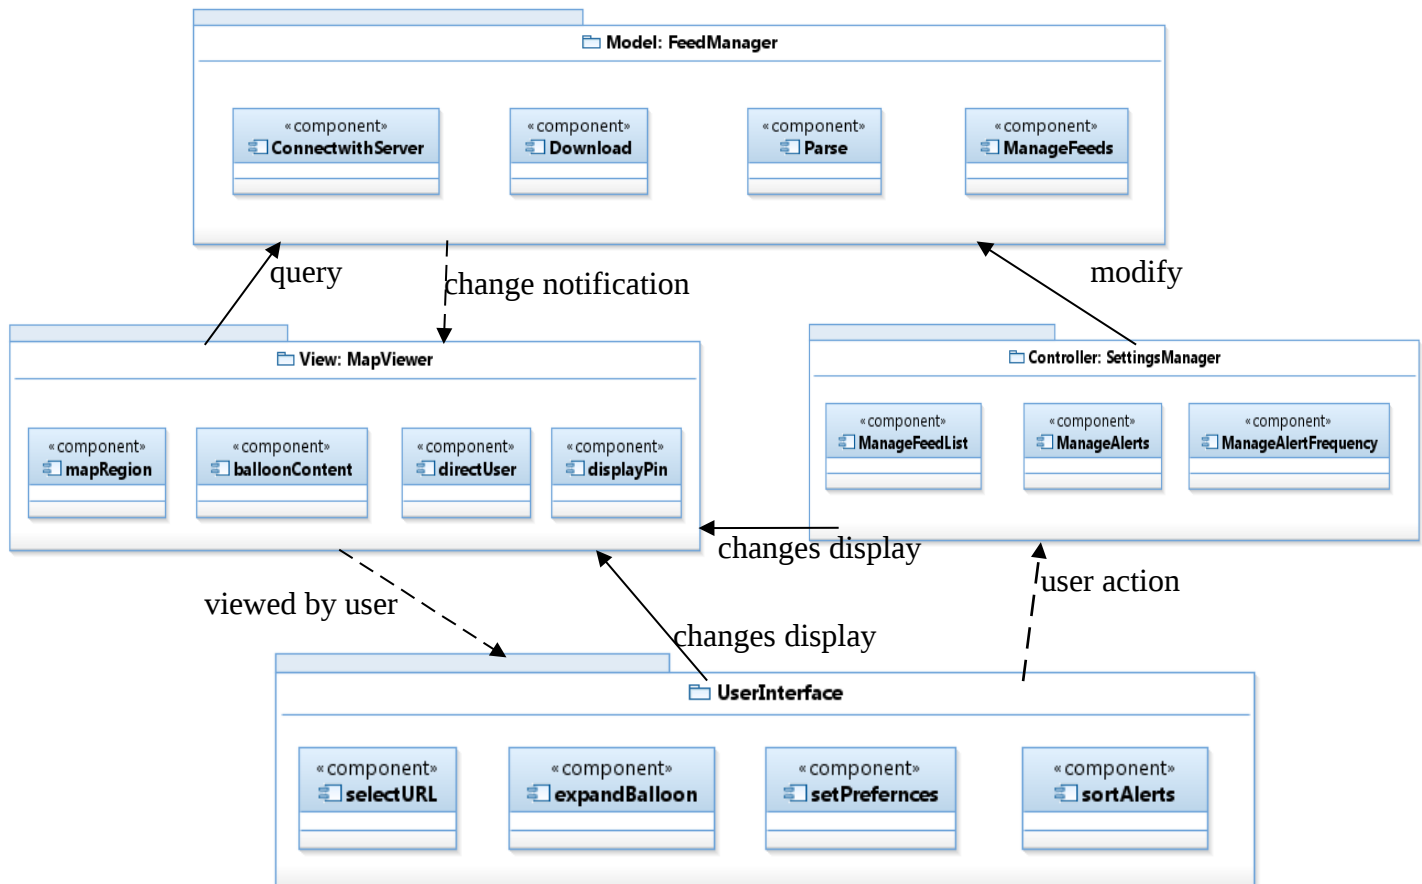 Model: FeedManager
«component»
ConnectwithServer
«component»
Download
«component»
Parse
«component»
ManageFeeds
query
change notification
modify
View: MapViewer
«component»
mapRegion
«component»
balloonContent
«component»
directUser
«component»
displayPin
Controller: SettingsManager
«component»
ManageFeedList
«component»
ManageAlerts
«component»
ManageAlertFrequency
changes display
user action
viewed by user
changes display
UserInterface
«component»
selectURL
«component»
expandBalloon
«component»
setPrefernces
«component»
sortAlerts